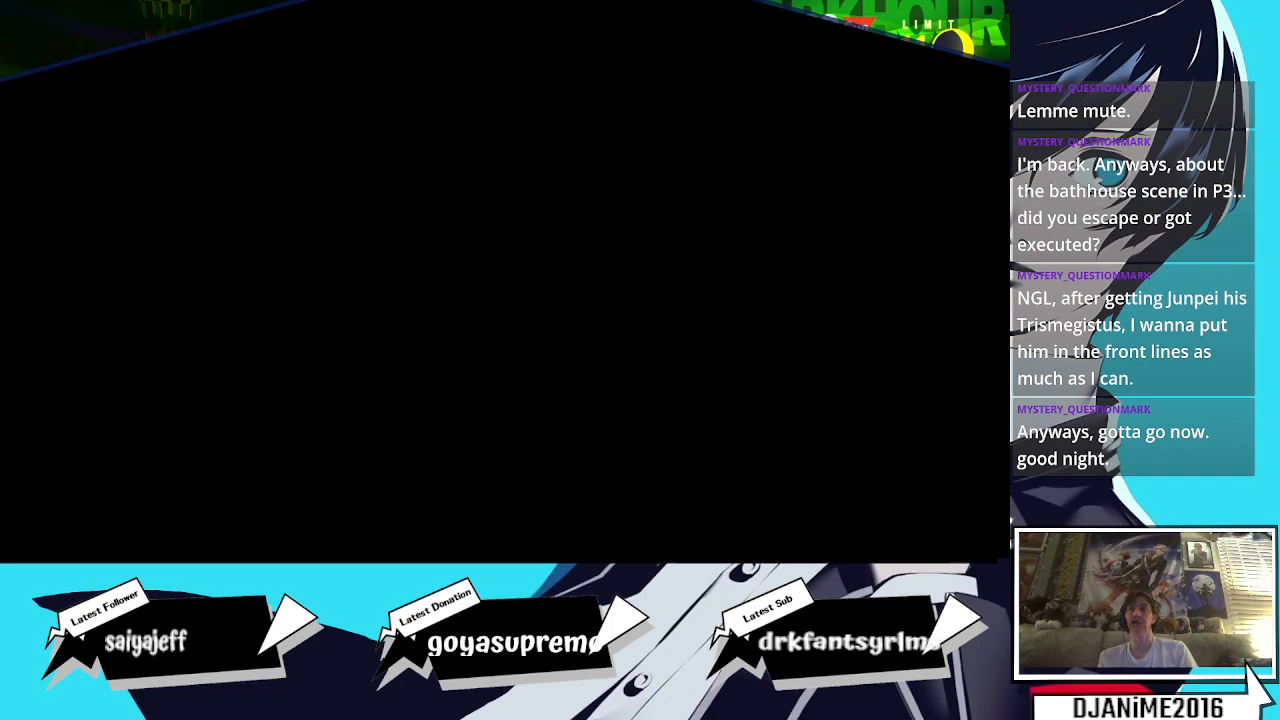 LIMIT
MYSTERY_QUESTIONMARK
Lemme mute.
MYSTERY_QUESTIONMARK
I'm back. Anyways, about
the bathhouse scene in P3...
did you escape or got
executed?
MYSTERY_QUESTIONMARK
NGL, after getting Junpei his
Trismegistus, I wanna put
him in the front lines as
much as I can.
MYSTERY_QUESTIONMARK
Anyways, gotta go now.
good night.
Latest Follower
saiyajeff
Latest Donation
goyasupreme
Latest Sub
DJANiME2016